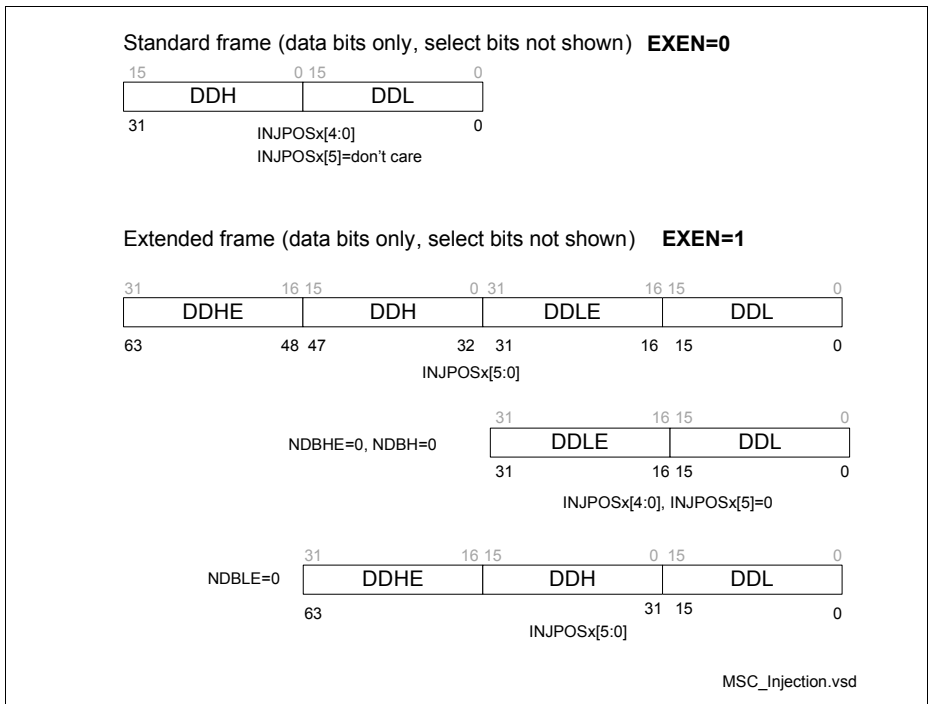 Standard frame (data bits only, select bits not shown) EXEN=0
15 0 15 0
DDH DDL
31 INJPOSx[4:0] 0
INJPOSx[5]=don't care
Extended frame (data bits only, select bits not shown) EXEN=1
31 16 15 0 31 16 15 0
DDHE DDH DDLE DDL
63 48 47 32 31 16 15 0
INJPOSx[5:0]
31 16 15 0
NDBHE=0, NDBH=0 DDLE DDL
31 16 15 0
INJPOSx[4:0], INJPOSx[5]=0
31 16 15 0 15 0
NDBLE=0 DDHE DDH DDL
63 31 15 0
INJPOSx[5:0]
MSC_Injection.vsd